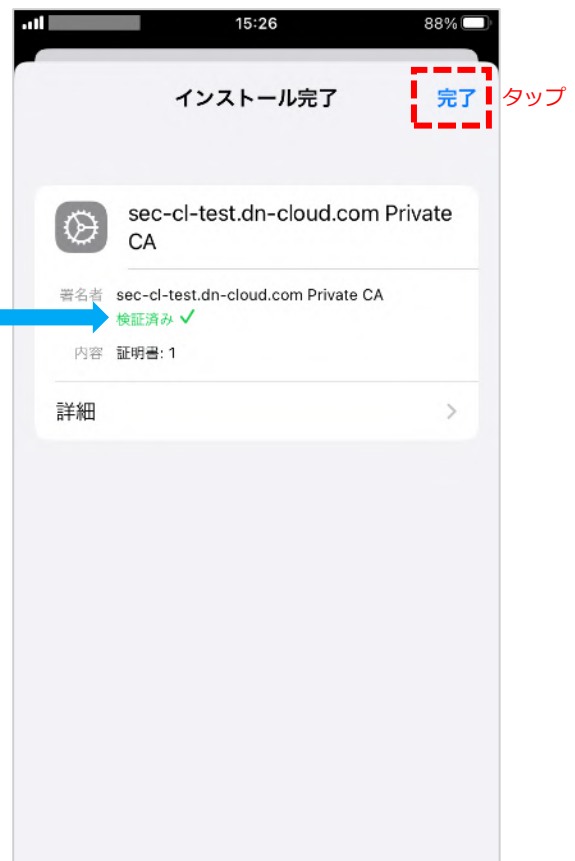 15:26
88%
インストール完了
完了
タップ
sec-cl-test.dn-cloud.com Private
CA
署名者 sec-cl-test.dn-cloud.com Private CA
検証済み ✓
内容 証明書: 1
詳細